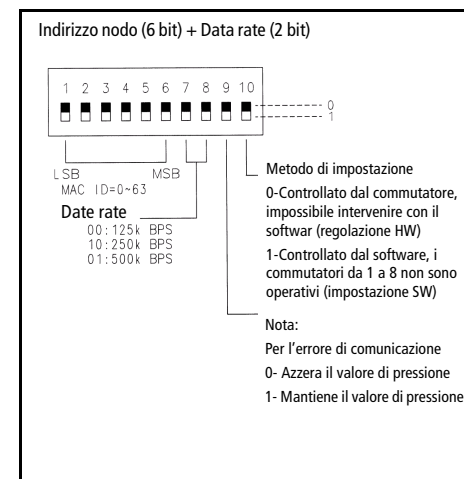 Indirizzo nodo (6 bit) + Data rate (2 bit)
1 2 3 4 5 6 7 8 9 10
0
1
LSB MSB
MAC ID=0~63
Date rate
00:125k BPS
10:250k BPS
01:500k BPS
Metodo di impostazione
0-Controllato dal commutatore,
impossibile intervenire con il
softwar (regolazione HW)
1-Controllato dal software, i
commutatori da 1 a 8 non sono
operativi (impostazione SW)
Nota:
Per l'errore di comunicazione
0- Azzera il valore di pressione
1- Mantiene il valore di pressione